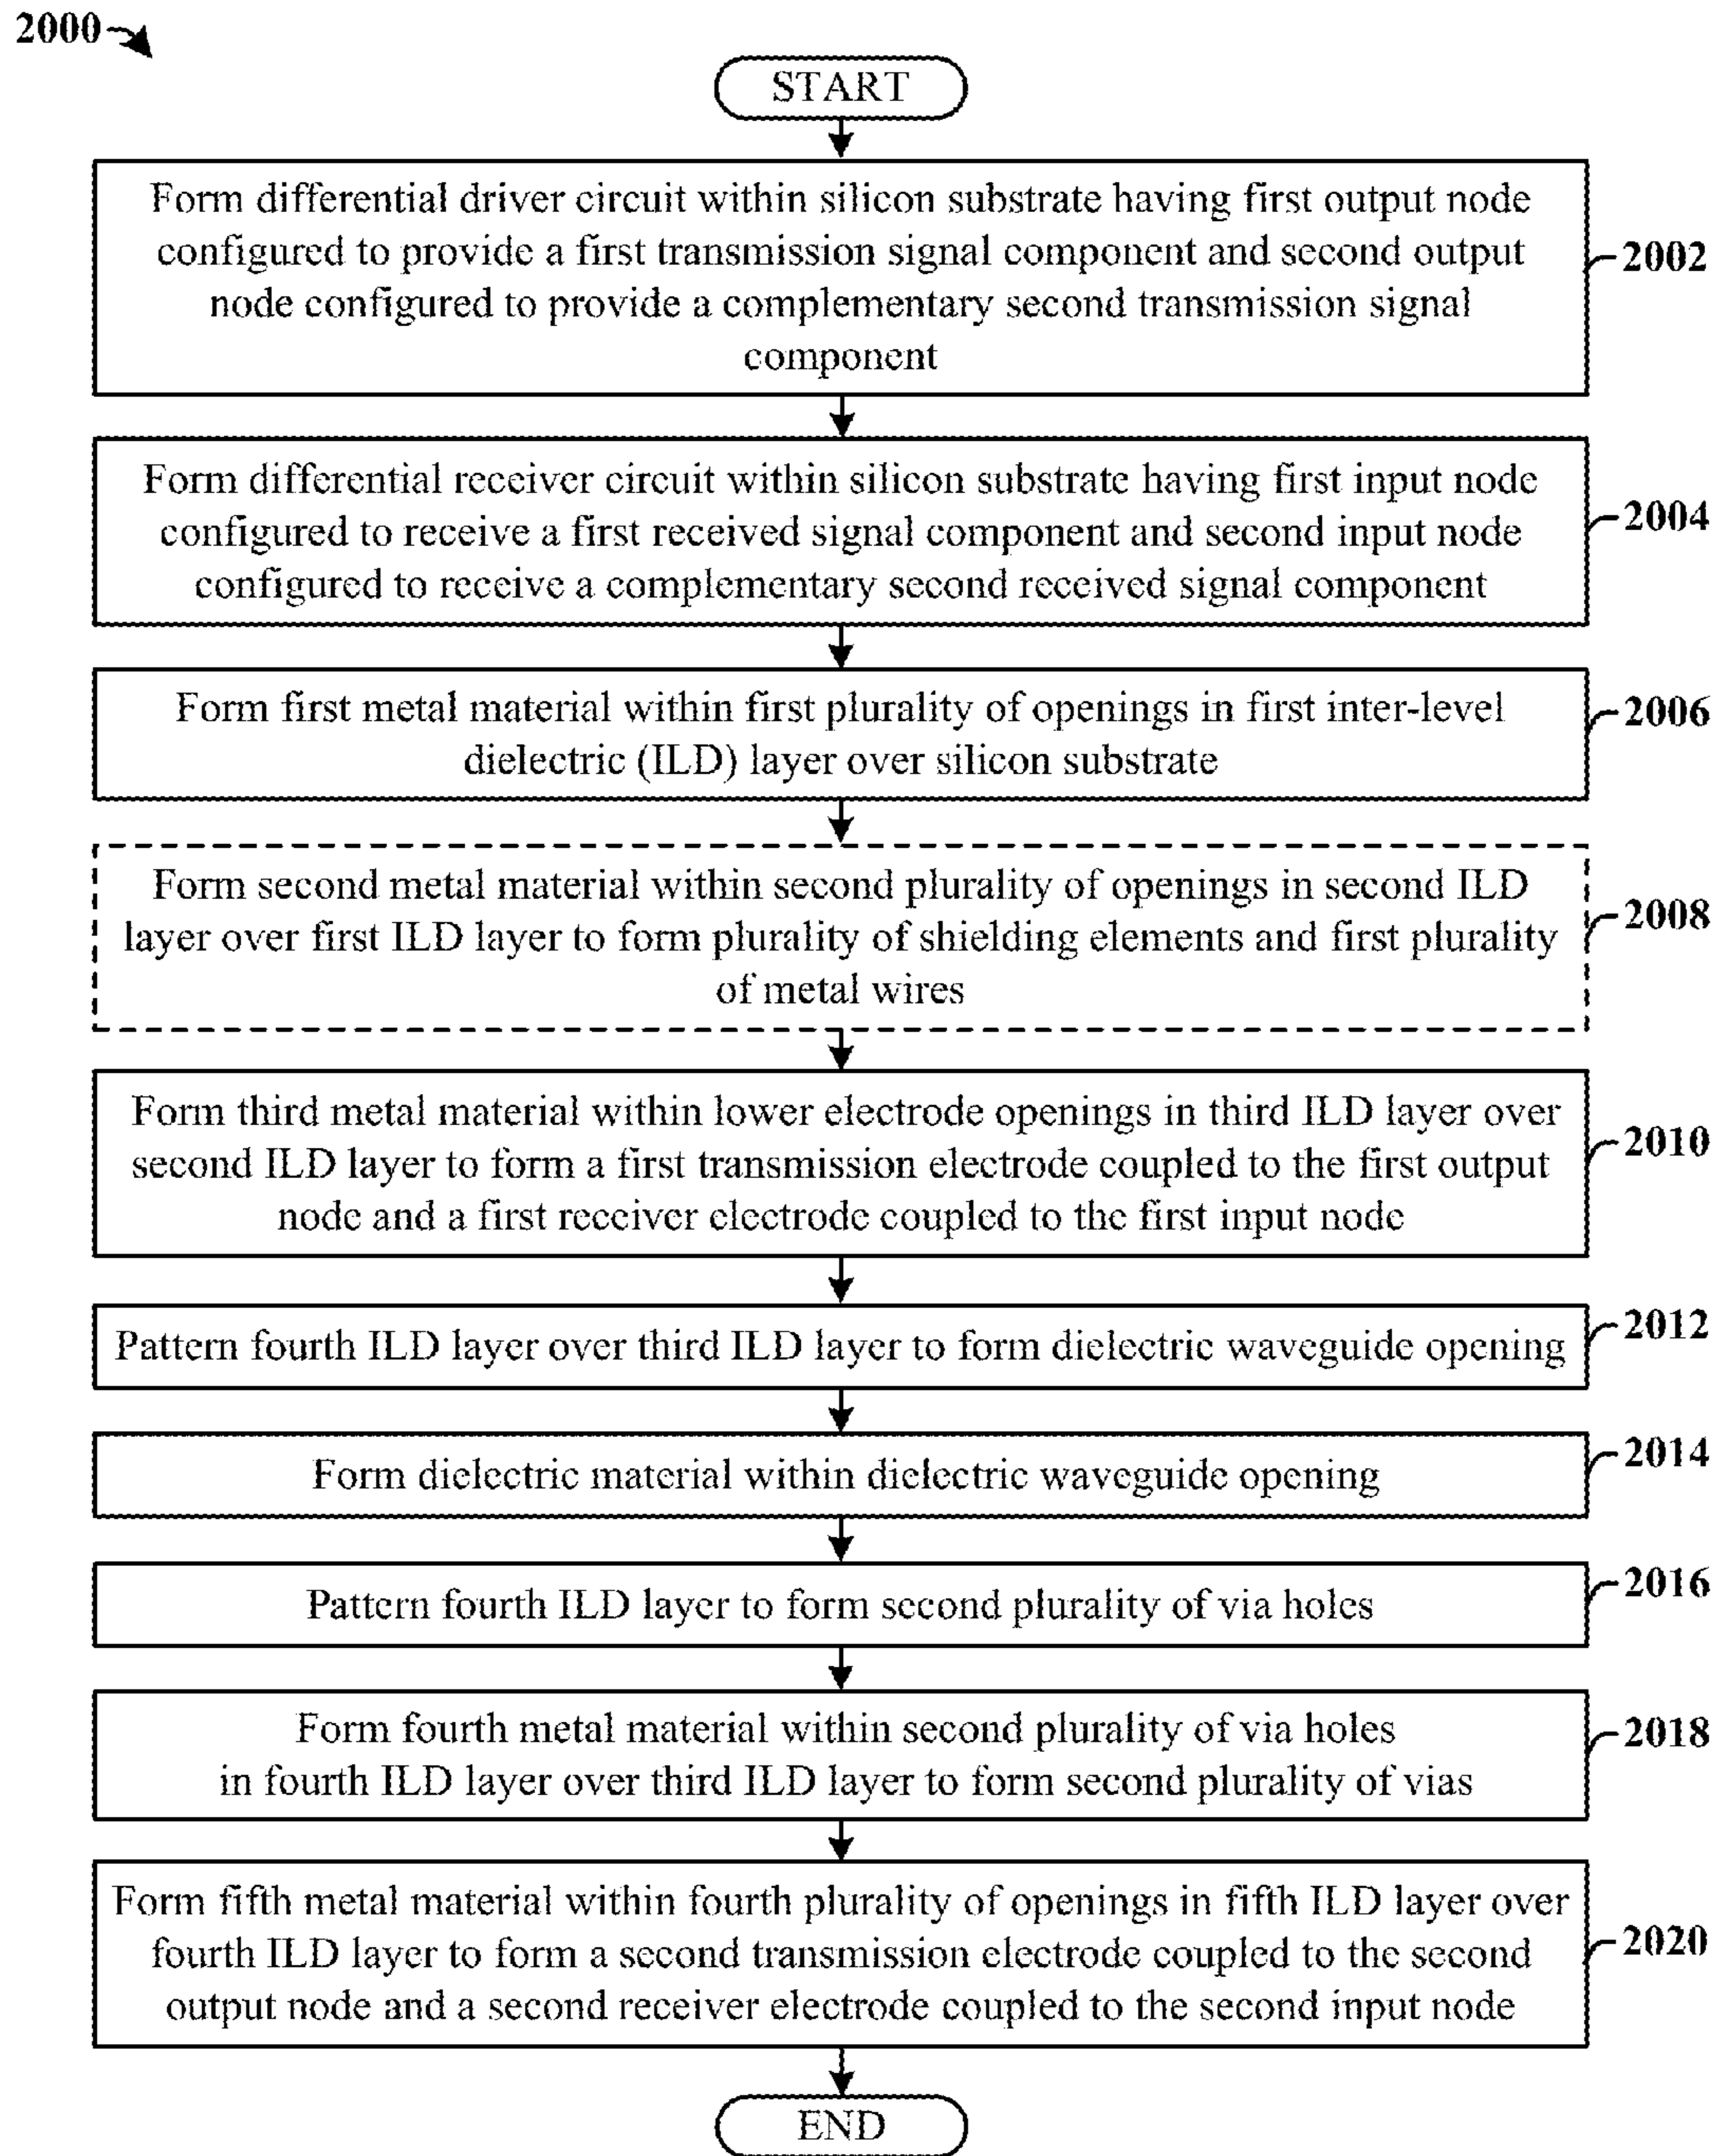 2000
START
Form differential driver circuit within silicon substrate having first output node
configured to provide a first transmission signal component and second output
node configured to provide a complementary second transmission signal
component
2002
Form differential receiver circuit within silicon substrate having first input node
configured to receive a first received signal component and second input node
configured to receive a complementary second received signal component
2004
Form first metal material within first plurality of openings in first inter-level
dielectric (ILD) layer over silicon substrate
2006
Form second metal material within second plurality of openings in second ILD
layer over first ILD layer to form plurality of shielding elements and first plurality
of metal wires
2008
Form third metal material within lower electrode openings in third ILD layer over
second ILD layer to form a first transmission electrode coupled to the first output
node and a first receiver electrode coupled to the first input node
2010
Pattern fourth ILD layer over third ILD layer to form dielectric waveguide opening
2012
Form dielectric material within dielectric waveguide opening
2014
Pattern fourth ILD layer to form second plurality of via holes
2016
Form fourth metal material within second plurality of via holes
in fourth ILD layer over third ILD layer to form second plurality of vias
2018
Form fifth metal material within fourth plurality of openings in fifth ILD layer over
fourth ILD layer to form a second transmission electrode coupled to the second
output node and a second receiver electrode coupled to the second input node
2020
END